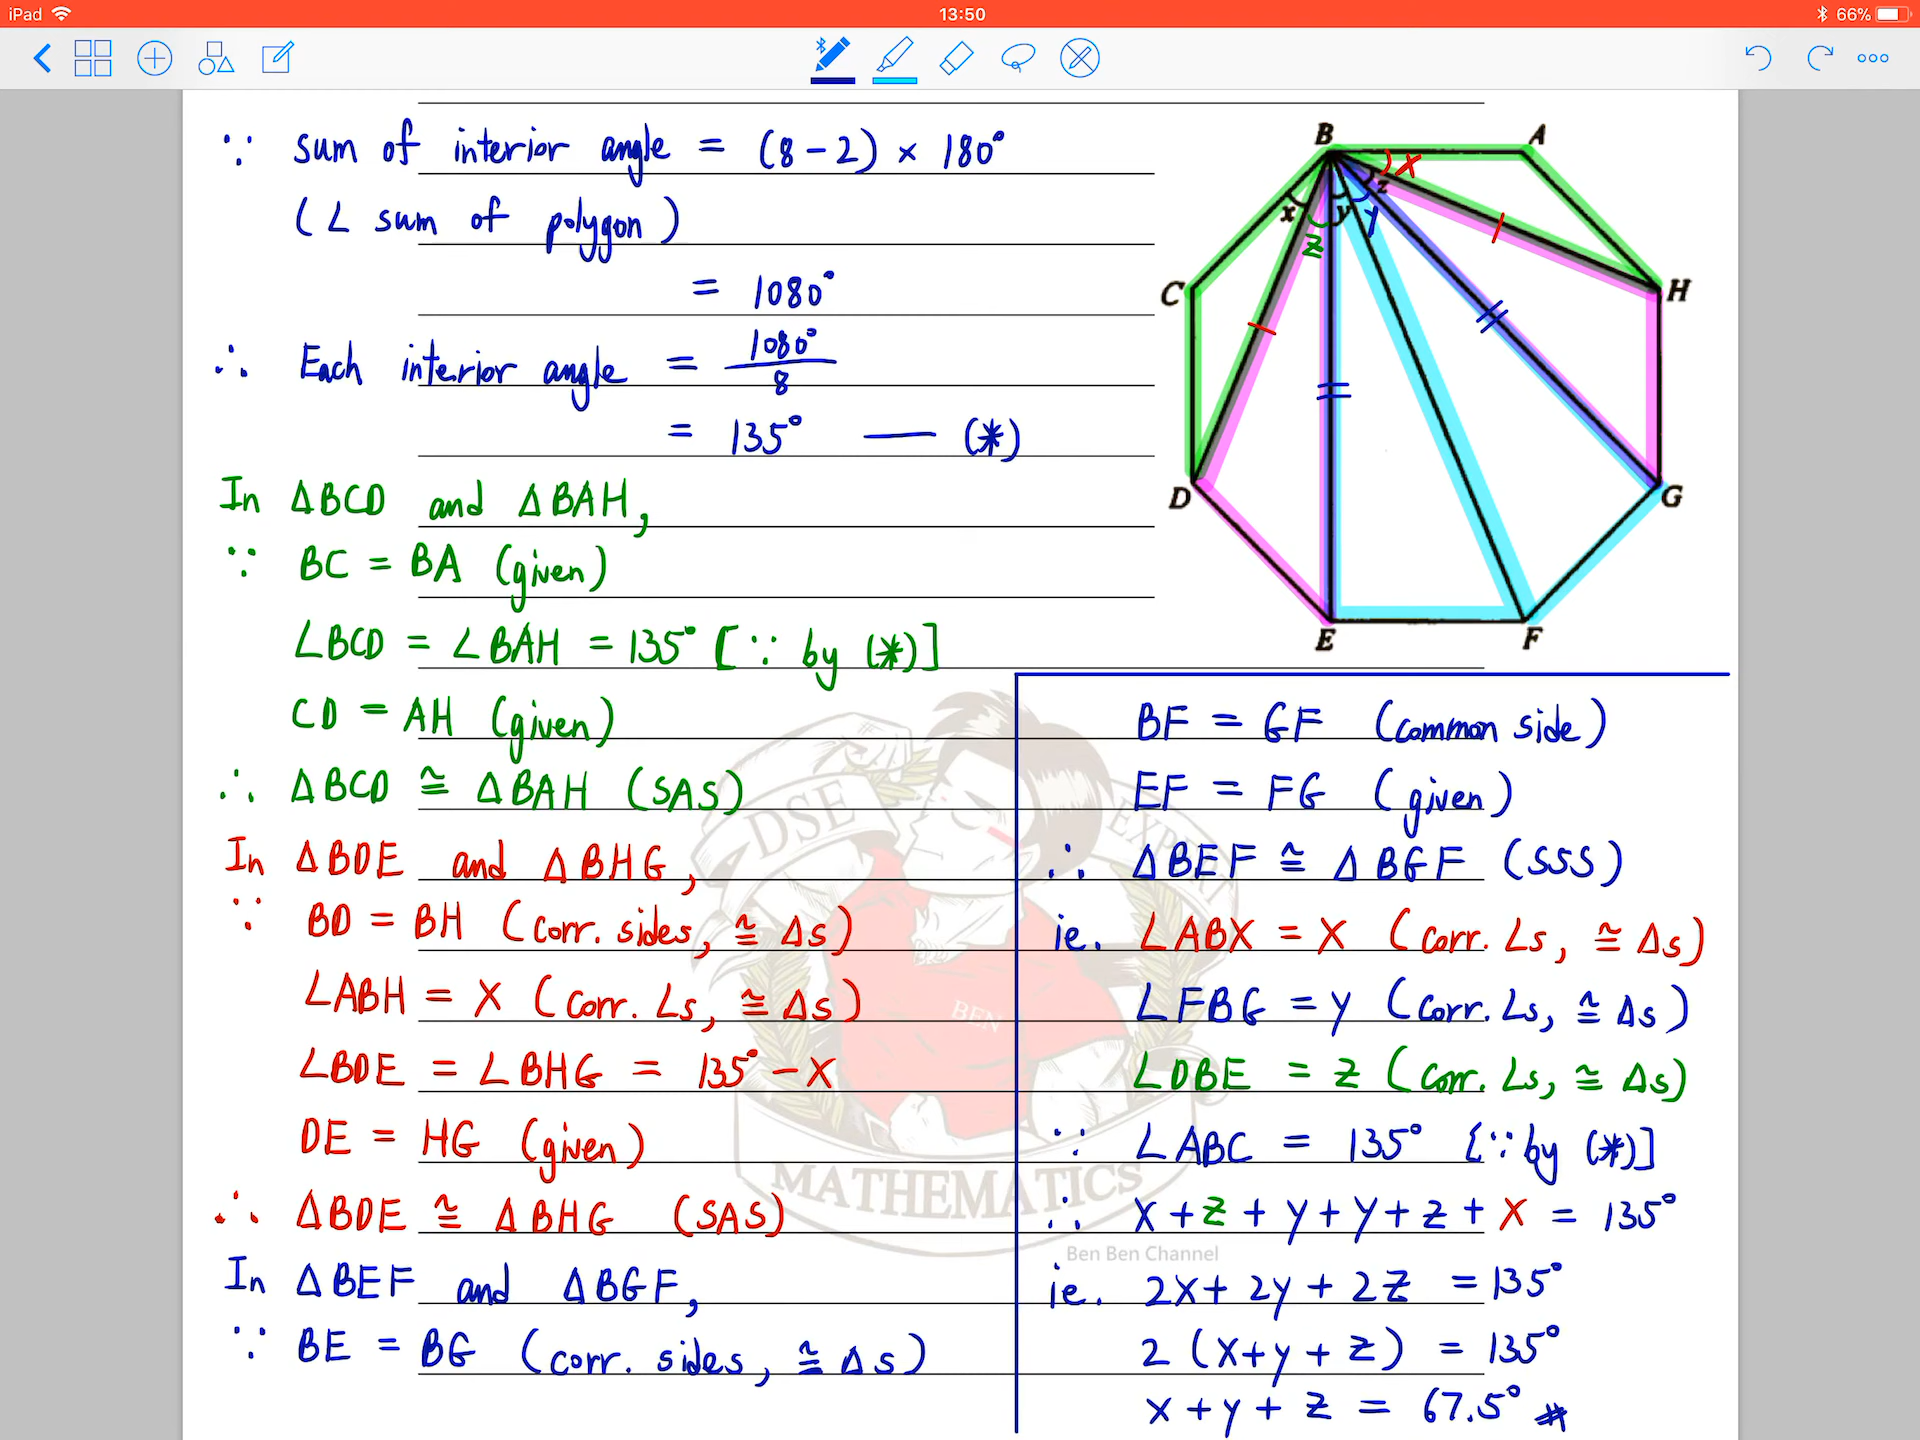 iPad 13:50 66%
∵ sum of interior angle = (8-2) × 180°
(∠ sum of polygon)
= 1080°
∴ Each interior angle = 1080°/8
= 135° — (*)
In ΔBCD and ΔBAH,
∵ BC = BA (given)
∠BCD = ∠BAH = 135° [∵ by (*)]
CD = AH (given)
∴ ΔBCD ≅ ΔBAH (SAS)
In ΔBDE and ΔBHG,
∵ BD = BH (corr. sides, ≅ Δs)
∠ABH = x (corr. ∠s, ≅ Δs)
∠BDE = ∠BHG = 135° - x
DE = HG (given)
∴ ΔBDE ≅ ΔBHG (SAS)
In ΔBEF and ΔBGF,
∵ BE = BG (corr. sides, ≅ Δs)
B A
x
z
x y y
z
C H
D G
E F
BF = GF (common side)
EF = FG (given)
∴ ΔBEF ≅ ΔBGF (SSS)
ie. ∠ABX = x (corr. ∠s, ≅ Δs)
∠FBG = y (corr. ∠s, ≅ Δs)
∠DBE = z (corr. ∠s, ≅ Δs)
∵ ∠ABC = 135° [∵ by (*)]
∴ x + z + y + y + z + x = 135°
ie. 2x + 2y + 2z = 135°
2 (x+y+z) = 135°
x + y + z = 67.5° #
DSE EXPERT
BEN
MATHEMATICS
Ben Ben Channel